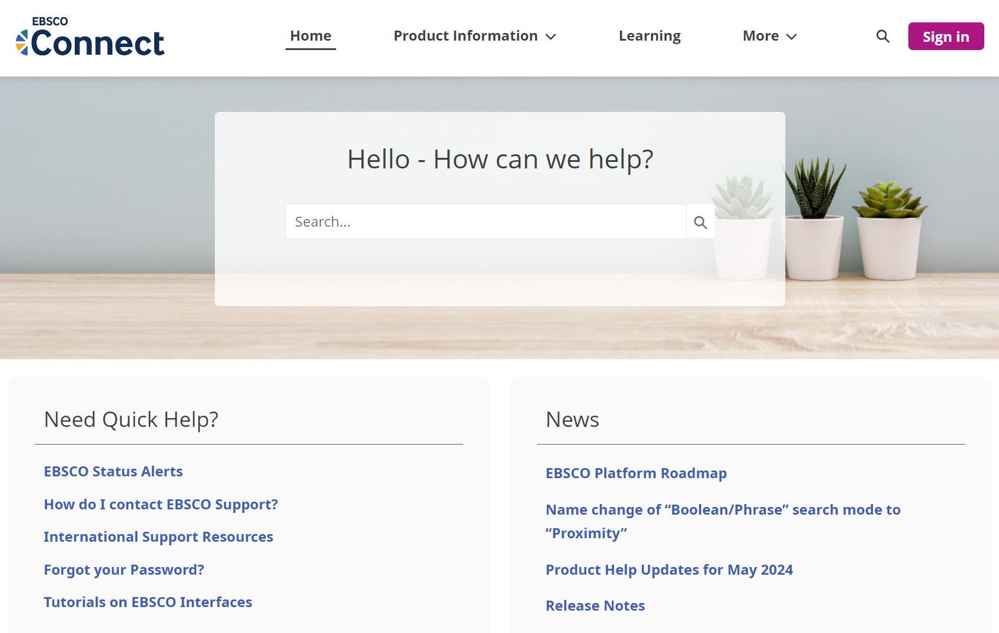 EBSCO
Connect
Home
Product Information
Learning
More
Sign in
Hello - How can we help?
Search...
Need Quick Help?
EBSCO Status Alerts
How do I contact EBSCO Support?
International Support Resources
Forgot your Password?
Tutorials on EBSCO Interfaces
News
EBSCO Platform Roadmap
Name change of “Boolean/Phrase” search mode to
“Proximity”
Product Help Updates for May 2024
Release Notes